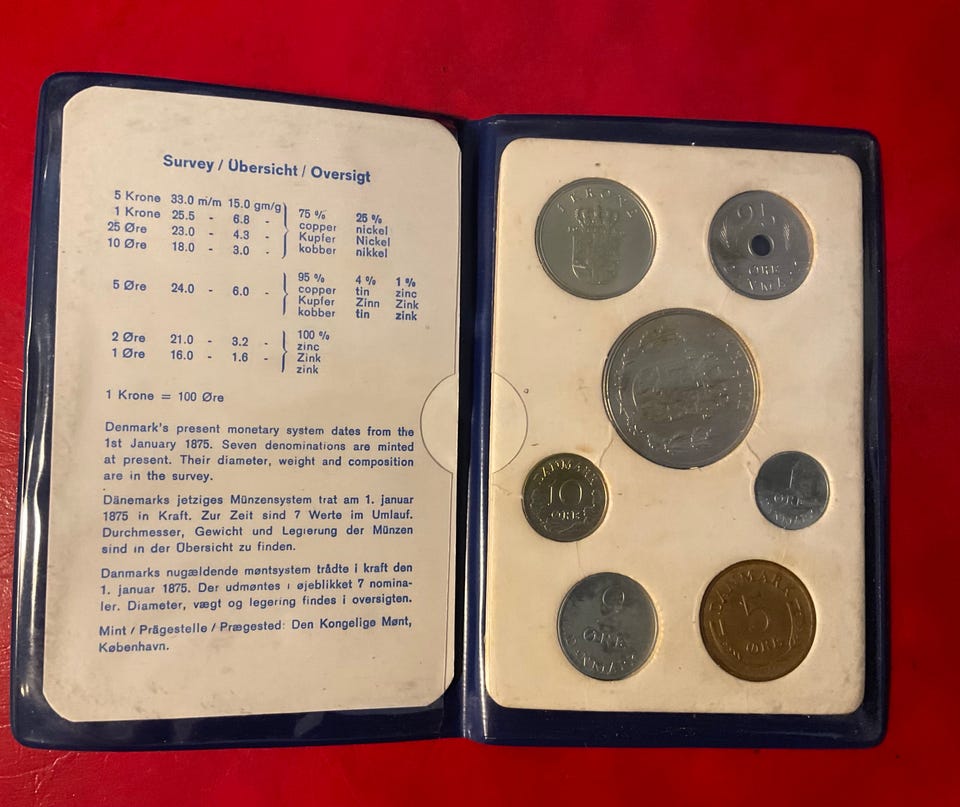 Survey / Übersicht / Oversigt
5 Krone 33.0 m/m 15.0 gm/g
1 Krone 25.5 - 6.8 -
25 Øre 23.0 - 4.3 -
10 Øre 18.0 - 3.0 -
75 % 25 %
copper nickel
Kupfer Nickel
kobber nikkel
5 Øre 24.0 - 6.0 -
95 % 4 % 1 %
copper tin zinc
Kupfer Zinn Zink
kobber tin zink
2 Øre 21.0 - 3.2 -
1 Øre 16.0 - 1.6 -
100 %
zinc
Zink
zink
1 Krone = 100 Øre
Denmark's present monetary system dates from the
1st January 1875. Seven denominations are minted
at present. Their diameter, weight and composition
are in the survey.
Dänemarks jetziges Münzensystem trat am 1. januar
1875 in Kraft. Zur Zeit sind 7 Werte im Umlauf.
Durchmesser, Gewicht und Legierung der Münzen
sind in der Übersicht zu finden.
Danmarks nugældende møntsystem trådte i kraft den
1. januar 1875. Der udmøntes i øjeblikket 7 nomina-
ler. Diameter, vægt og legering findes i oversigten.
Mint / Prägestelle / Prægested: Den Kongelige Mønt,
København.
KRONE
ØRE
DANMARK
10
ØRE
ØRE
DANMARK
ØRE
DANMARK
DANMARK
5
ØRE